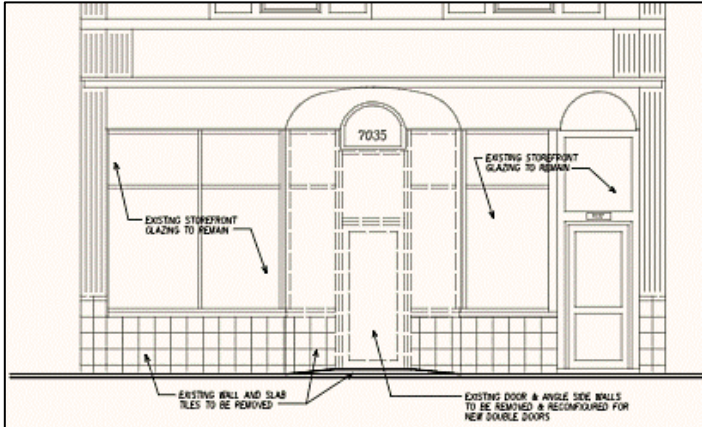 7035
EXISTING STOREFRONT
GLAZING TO REMAIN
EXISTING STOREFRONT
GLAZING TO REMAIN
EXISTING WALL AND SLAB
TILES TO BE REMOVED
EXISTING DOOR & ANGLE SIDE WALLS
TO BE REMOVED & RECONFIGURED FOR
NEW DOUBLE DOORS